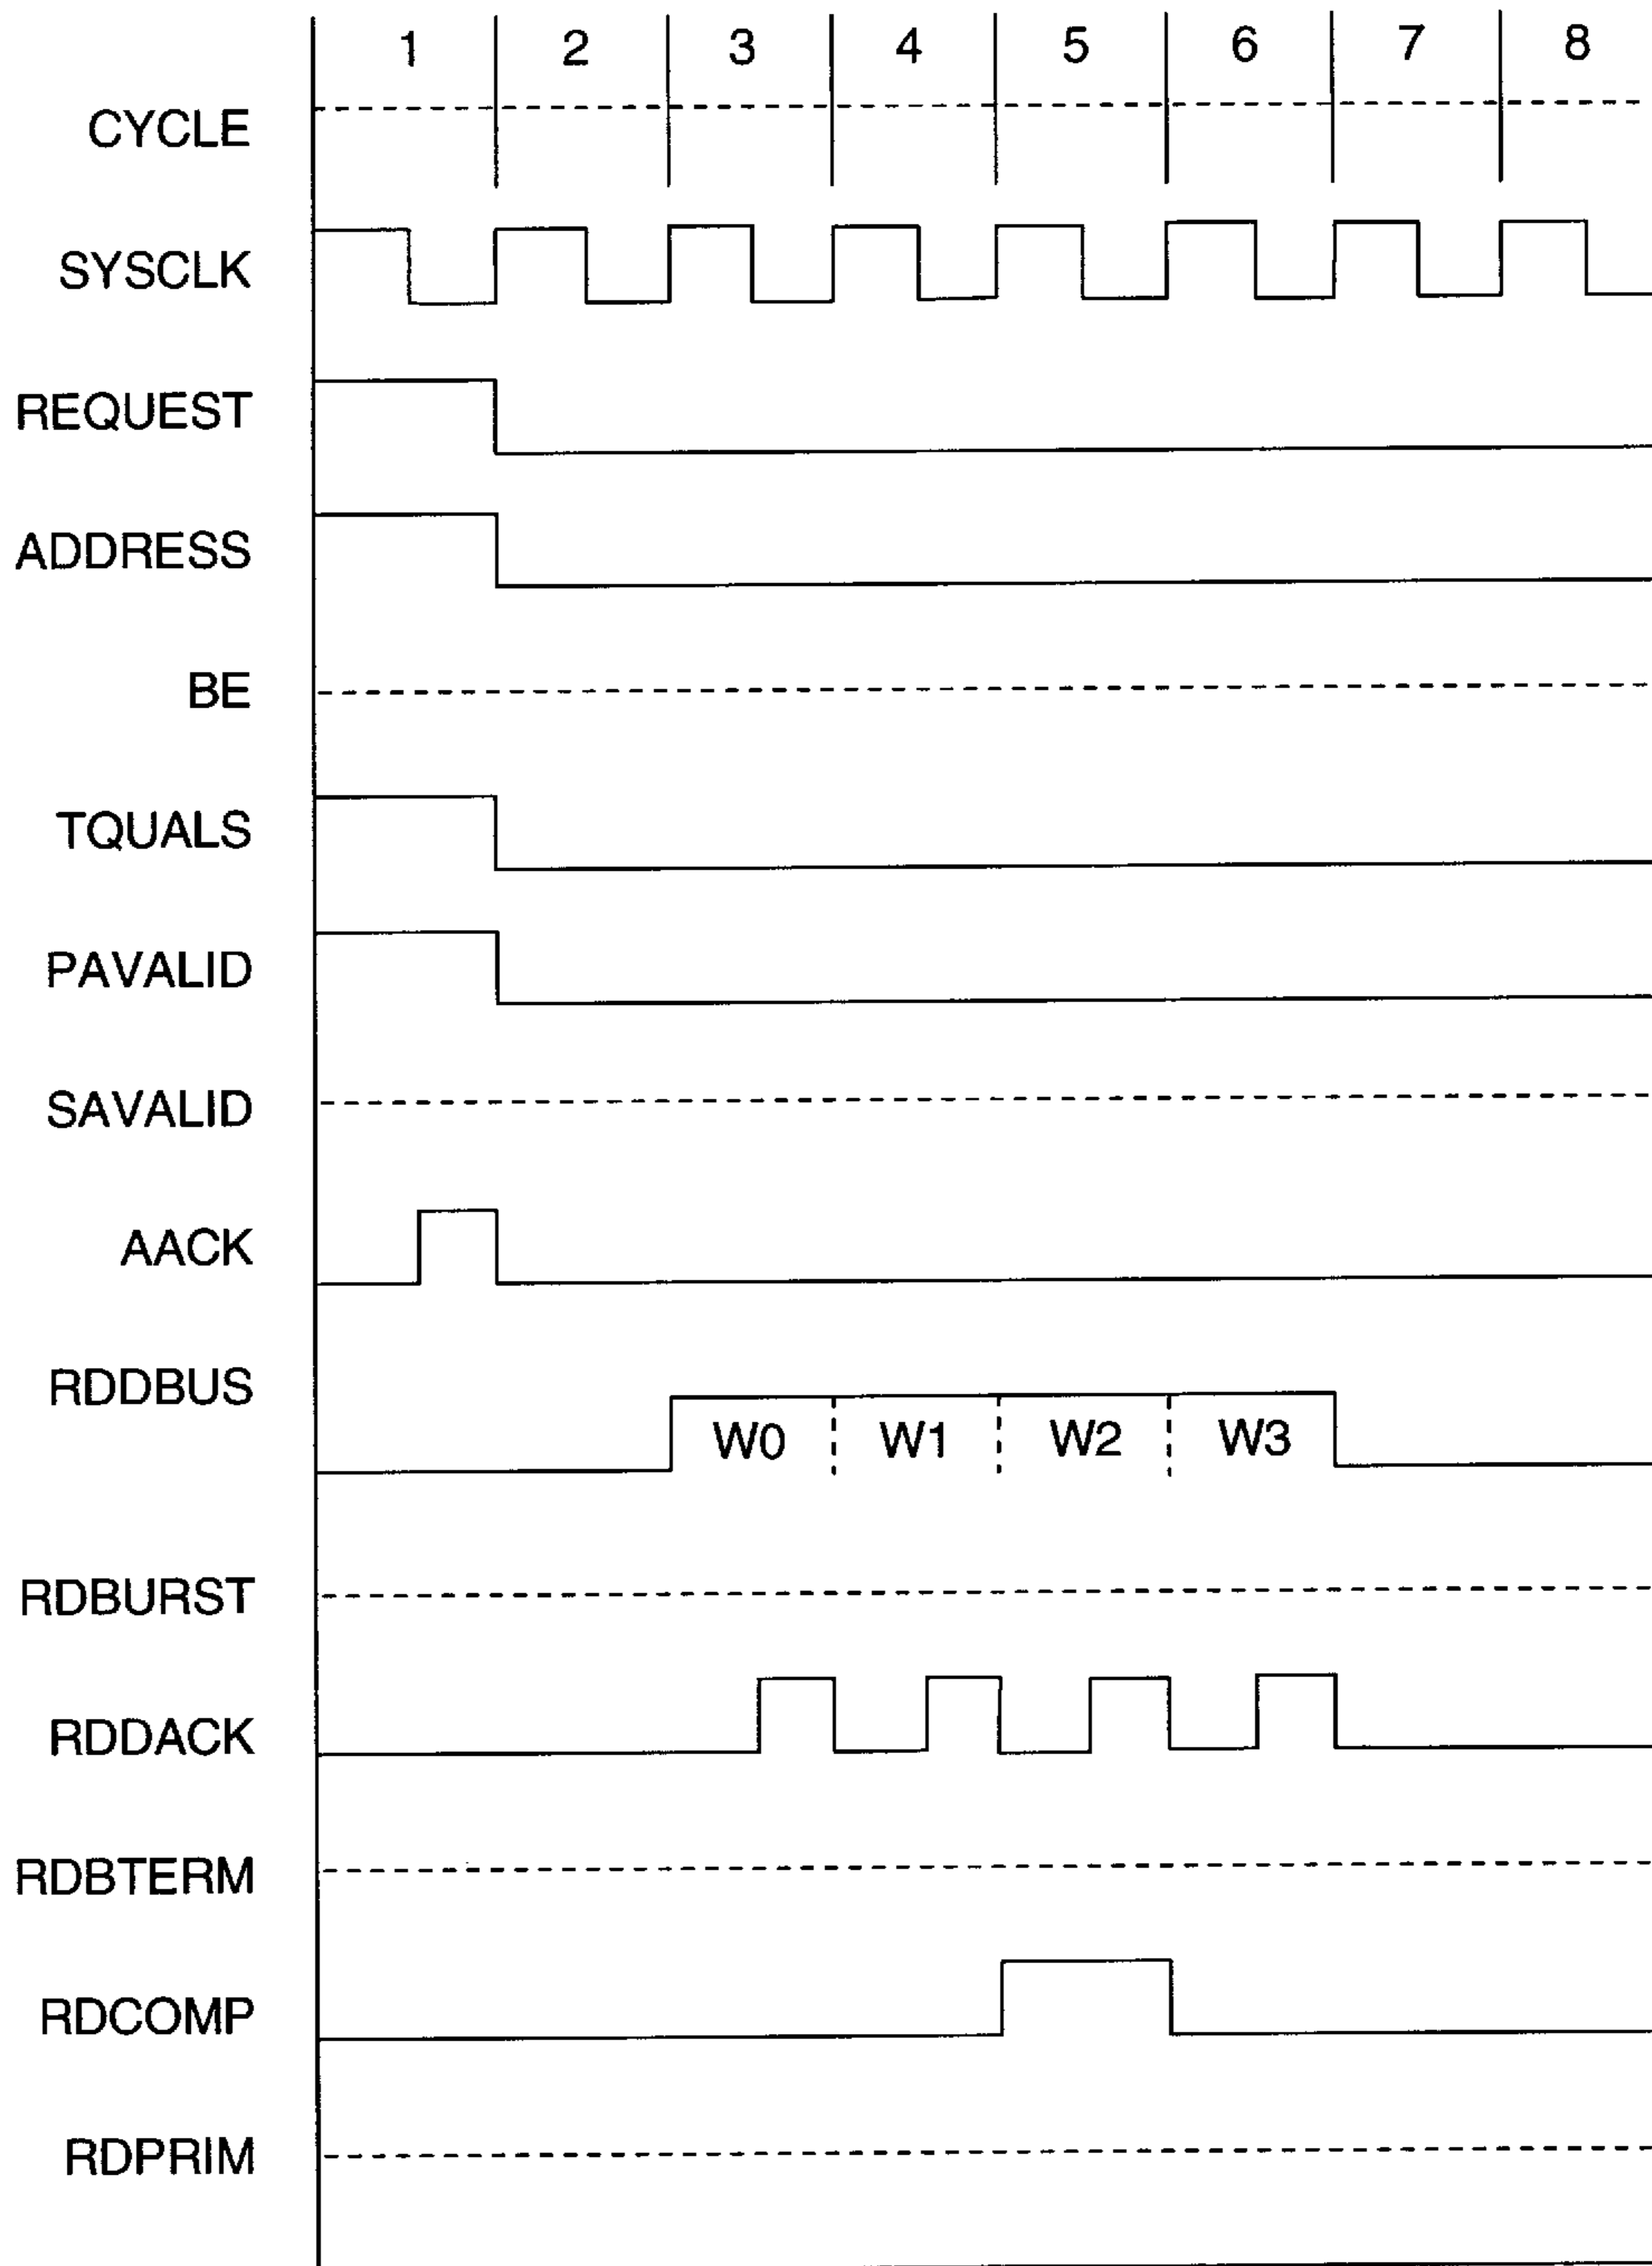 1 2 3 4 5 6 7 8
CYCLE
SYSCLK
REQUEST
ADDRESS
BE
TQUALS
PAVALID
SAVALID
AACK
RDDBUS
W0 W1 W2 W3
RDBURST
RDDACK
RDBTERM
RDCOMP
RDPRIM